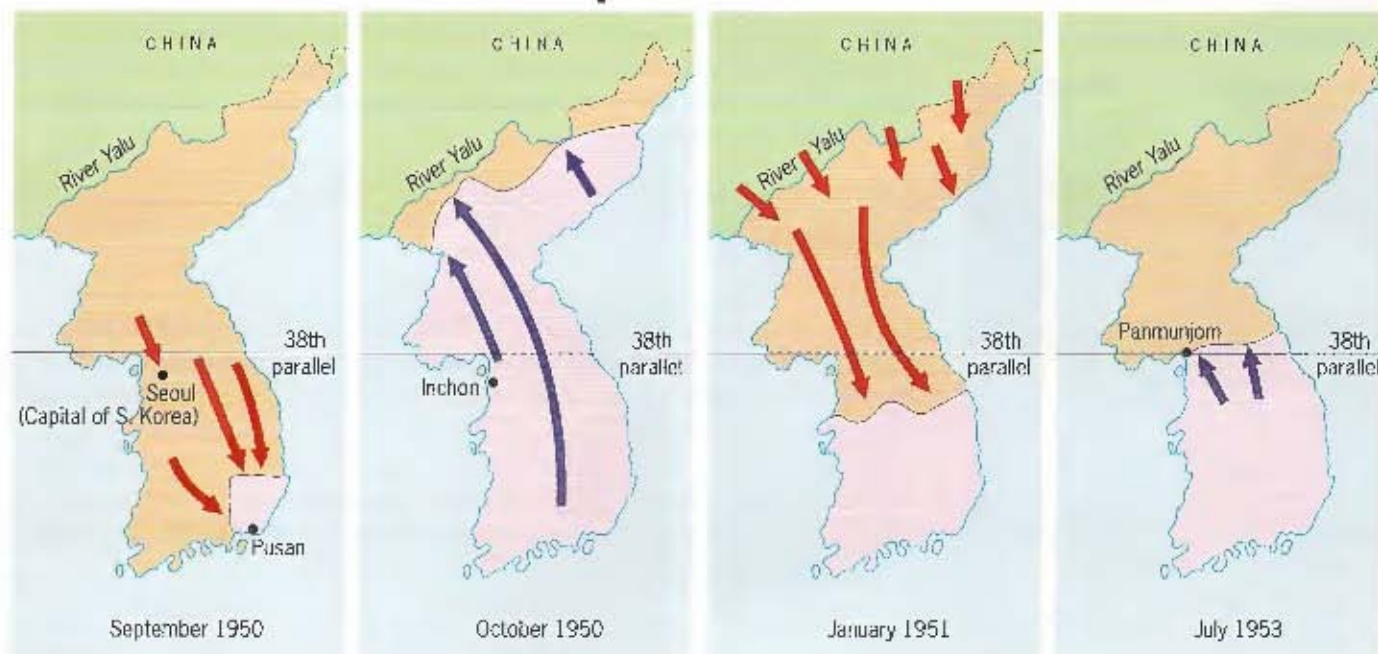 CHINA
River Yalu
38th
parallel
Seoul
(Capital of S. Korea)
Pusan
September 1950
CHINA
River Yalu
38th
parallel
Inchon
October 1950
CHINA
River Yalu
38th
parallel
January 1951
CHINA
River Yalu
Panmunjom
38th
parallel
July 1953